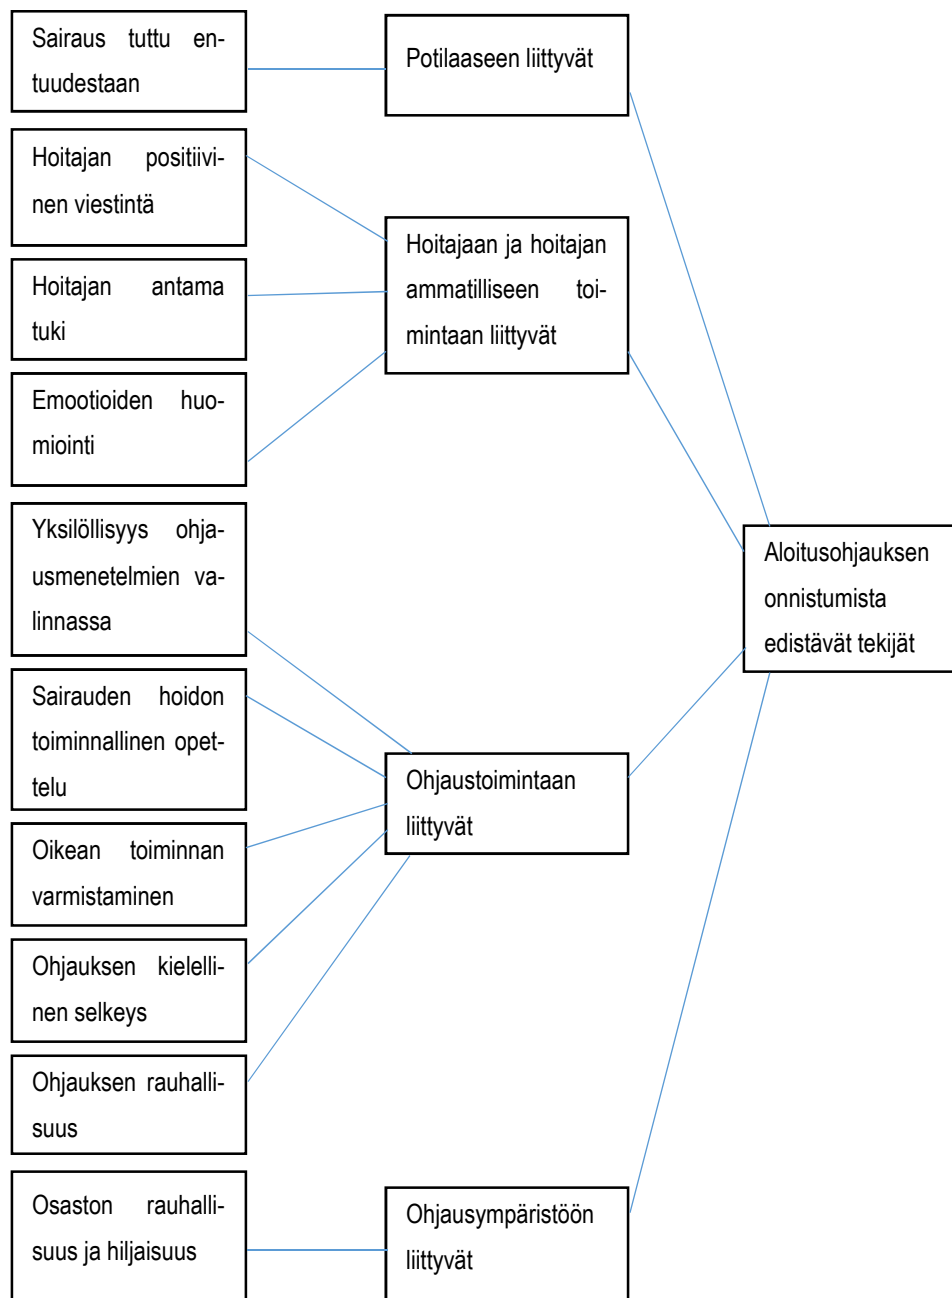 Sairaus tuttu en-
tuudestaan
Hoitajan positiivi-
nen viestintä
Hoitajan antama
tuki
Emootioiden huo-
miointi
Yksilöllisyys ohja-
usmenetelmien va-
linnassa
Sairauden hoidon
toiminnallinen opet-
telu
Oikean toiminnan
varmistaminen
Ohjauksen kielelli-
nen selkeys
Ohjauksen rauhalli-
suus
Osaston rauhalli-
suus ja hiljaisuus
Potilaaseen liittyvät
Hoitajaan ja hoitajan
ammatilliseen toi-
mintaan liittyvät
Ohjaustoimintaan
liittyvät
Ohjausympäristöön
liittyvät
Aloitusohjauksen
onnistumista
edistävät tekijät